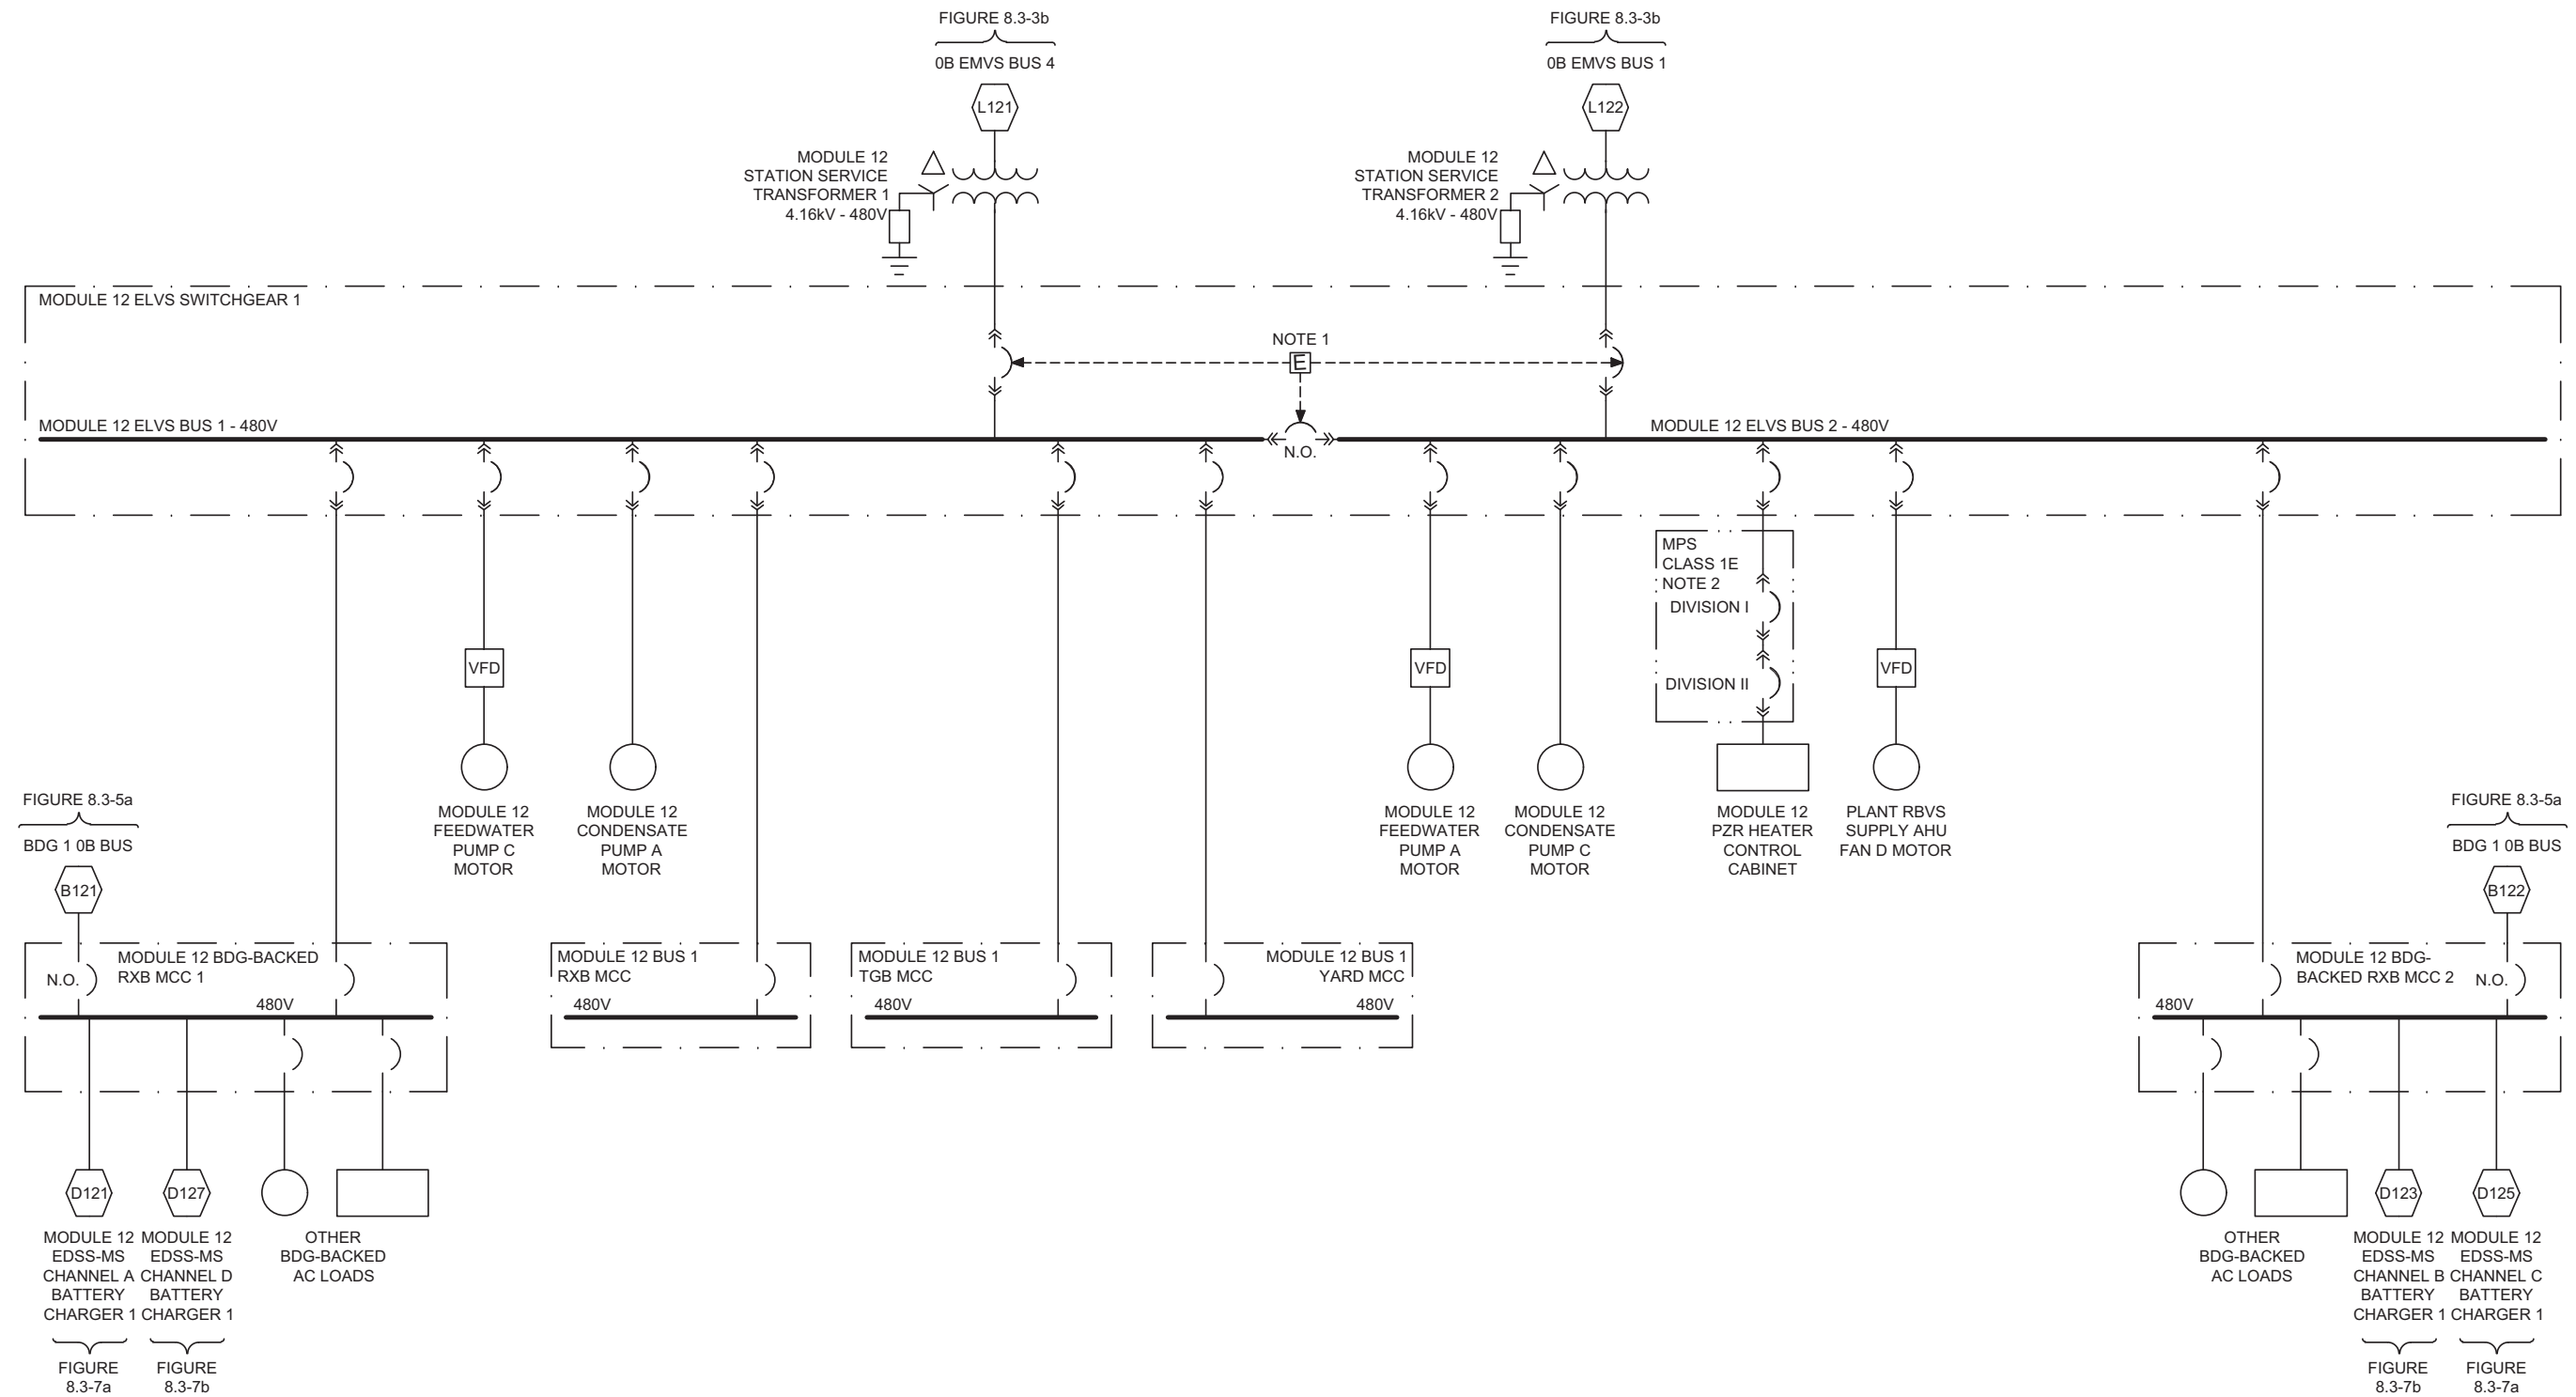 FIGURE 8.3-3b
0B EMVS BUS 4
L121
MODULE 12
STATION SERVICE
TRANSFORMER 1
4.16kV - 480V
FIGURE 8.3-3b
0B EMVS BUS 1
L122
MODULE 12
STATION SERVICE
TRANSFORMER 2
4.16kV - 480V
MODULE 12 ELVS SWITCHGEAR 1
NOTE 1
E
MODULE 12 ELVS BUS 1 - 480V
N.O.
MODULE 12 ELVS BUS 2 - 480V
MPS
CLASS 1E
NOTE 2
DIVISION I
DIVISION II
VFD
VFD
VFD
MODULE 12
FEEDWATER
PUMP C
MOTOR
MODULE 12
CONDENSATE
PUMP A
MOTOR
MODULE 12
FEEDWATER
PUMP A
MOTOR
MODULE 12
CONDENSATE
PUMP C
MOTOR
MODULE 12
PZR HEATER
CONTROL
CABINET
PLANT RBVS
SUPPLY AHU
FAN D MOTOR
FIGURE 8.3-5a
BDG 1 0B BUS
B121
FIGURE 8.3-5a
BDG 1 0B BUS
B122
N.O.
MODULE 12 BDG-BACKED
RXB MCC 1
480V
MODULE 12 BUS 1
RXB MCC
480V
MODULE 12 BUS 1
TGB MCC
480V
MODULE 12 BUS 1
YARD MCC
480V
MODULE 12 BDG-
BACKED RXB MCC 2
N.O.
480V
D121
MODULE 12
EDSS-MS
CHANNEL A
BATTERY
CHARGER 1
FIGURE
8.3-7a
D127
MODULE 12
EDSS-MS
CHANNEL D
BATTERY
CHARGER 1
FIGURE
8.3-7b
OTHER
BDG-BACKED
AC LOADS
OTHER
BDG-BACKED
AC LOADS
D123
MODULE 12
EDSS-MS
CHANNEL B
BATTERY
CHARGER 1
FIGURE
8.3-7b
D125
MODULE 12
EDSS-MS
CHANNEL C
BATTERY
CHARGER 1
FIGURE
8.3-7a